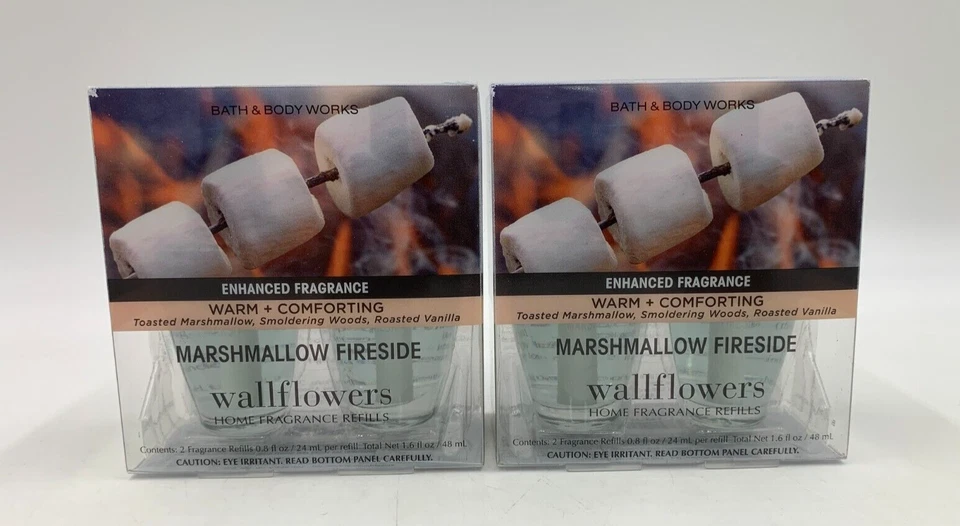 BATH & BODY WORKS
ENHANCED FRAGRANCE
WARM + COMFORTING
Toasted Marshmallow, Smoldering Woods, Roasted Vanilla
MARSHMALLOW FIRESIDE
wallflowers
HOME FRAGRANCE REFILLS
Contents: 2 Fragrance Refills 0.8 fl oz / 24 mL per refill. Total Net 1.6 fl oz / 48 mL
CAUTION: EYE IRRITANT. READ BOTTOM PANEL CAREFULLY.
BATH & BODY WORKS
ENHANCED FRAGRANCE
WARM + COMFORTING
Toasted Marshmallow, Smoldering Woods, Roasted Vanilla
MARSHMALLOW FIRESIDE
wallflowers
HOME FRAGRANCE REFILLS
Contents: 2 Fragrance Refills 0.8 fl oz / 24 mL per refill. Total Net 1.6 fl oz / 48 mL
CAUTION: EYE IRRITANT. READ BOTTOM PANEL CAREFULLY.